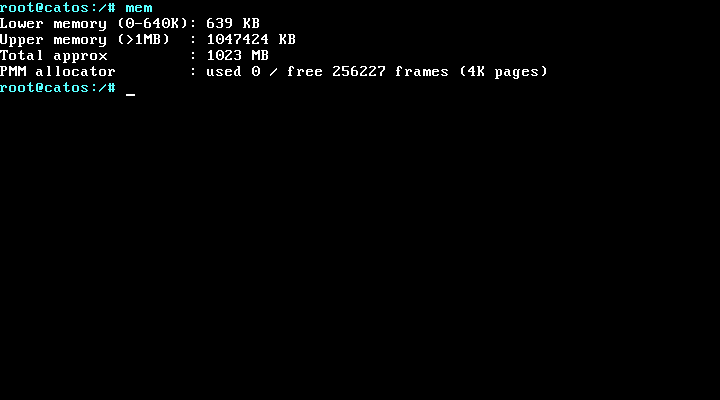 root@catos:/# mem
Lower memory (0-640K): 639 KB
Upper memory (>1MB)  : 1047424 KB
Total approx         : 1023 MB
PMM allocator        : used 0 / free 256227 frames (4K pages)
root@catos:/# _